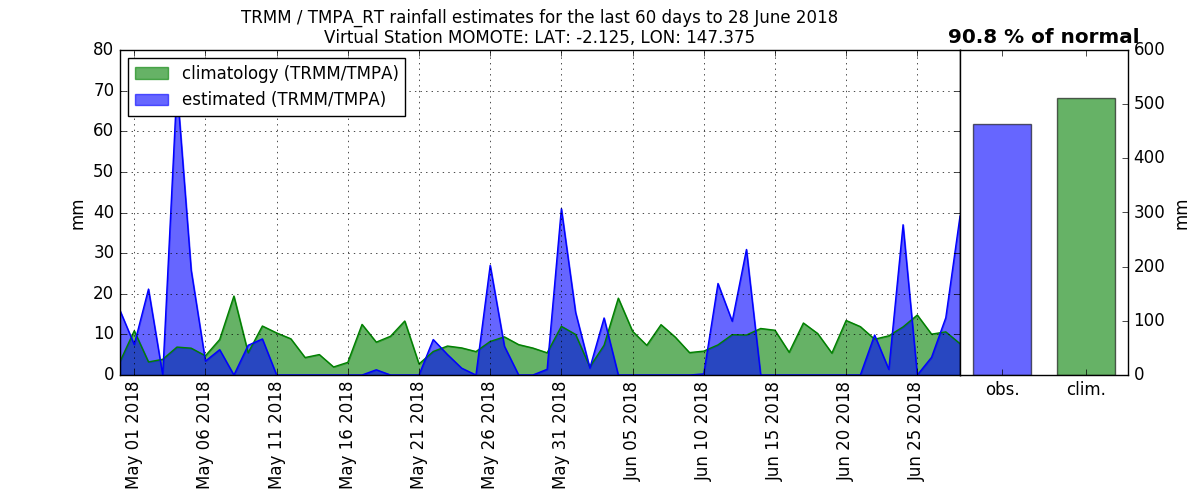 TRMM / TMPA_RT rainfall estimates for the last 60 days to 28 June 2018
Virtual Station MOMOTE: LAT: -2.125, LON: 147.375
90.8 % of normal
climatology (TRMM/TMPA)
estimated (TRMM/TMPA)
80
70
60
50
40
30
20
10
0
mm
May 01 2018
May 06 2018
May 11 2018
May 16 2018
May 21 2018
May 26 2018
May 31 2018
Jun 05 2018
Jun 10 2018
Jun 15 2018
Jun 20 2018
Jun 25 2018
600
500
400
300
200
100
0
mm
obs.
clim.